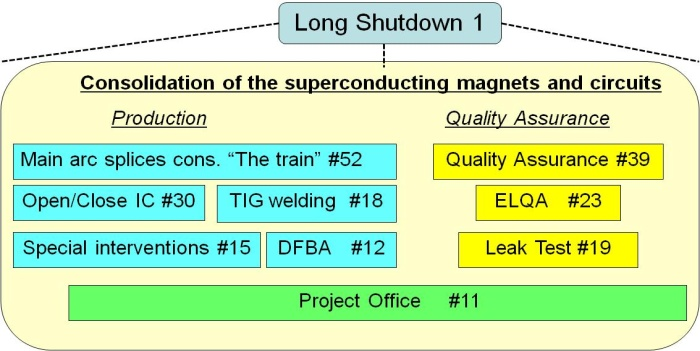 Long Shutdown 1
Consolidation of the superconducting magnets and circuits
Production
Quality Assurance
Main arc splices cons. “The train” #52
Quality Assurance #39
Open/Close IC #30
TIG welding #18
ELQA #23
Special interventions #15
DFBA #12
Leak Test #19
Project Office #11